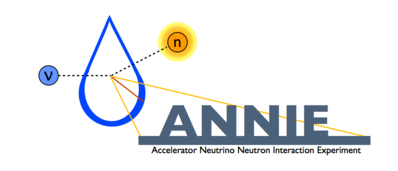 ν
n
ANNIE
Accelerator Neutrino Neutron Interaction Experiment